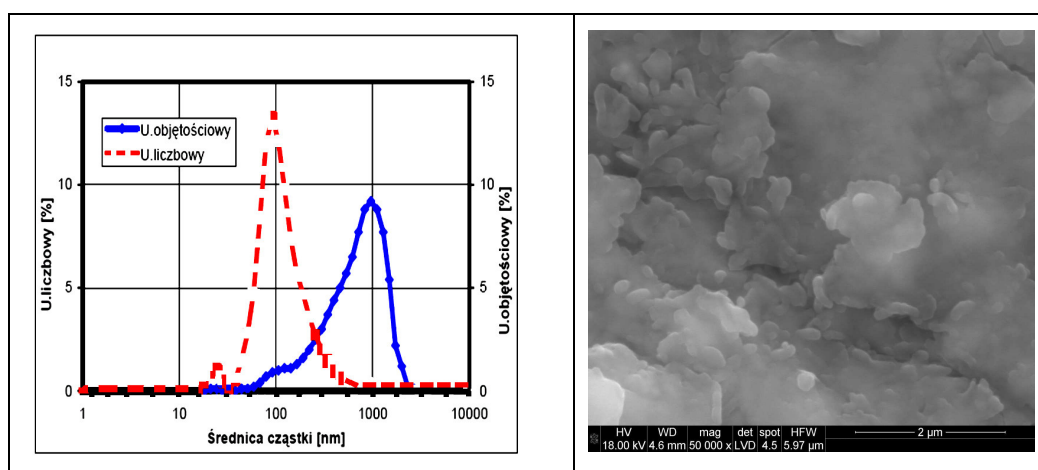 15
10
5
0
U.liczbowy [%]
U.objętościowy
U.liczbowy
15
10
5
0
U.objętościowy [%]
1 10 100 1000 10000
Średnica cząstki [nm]
HV WD mag det spot HFW
18.00 kV 4.6 mm 50 000 x LVD 4.5 5.97 µm
2 µm